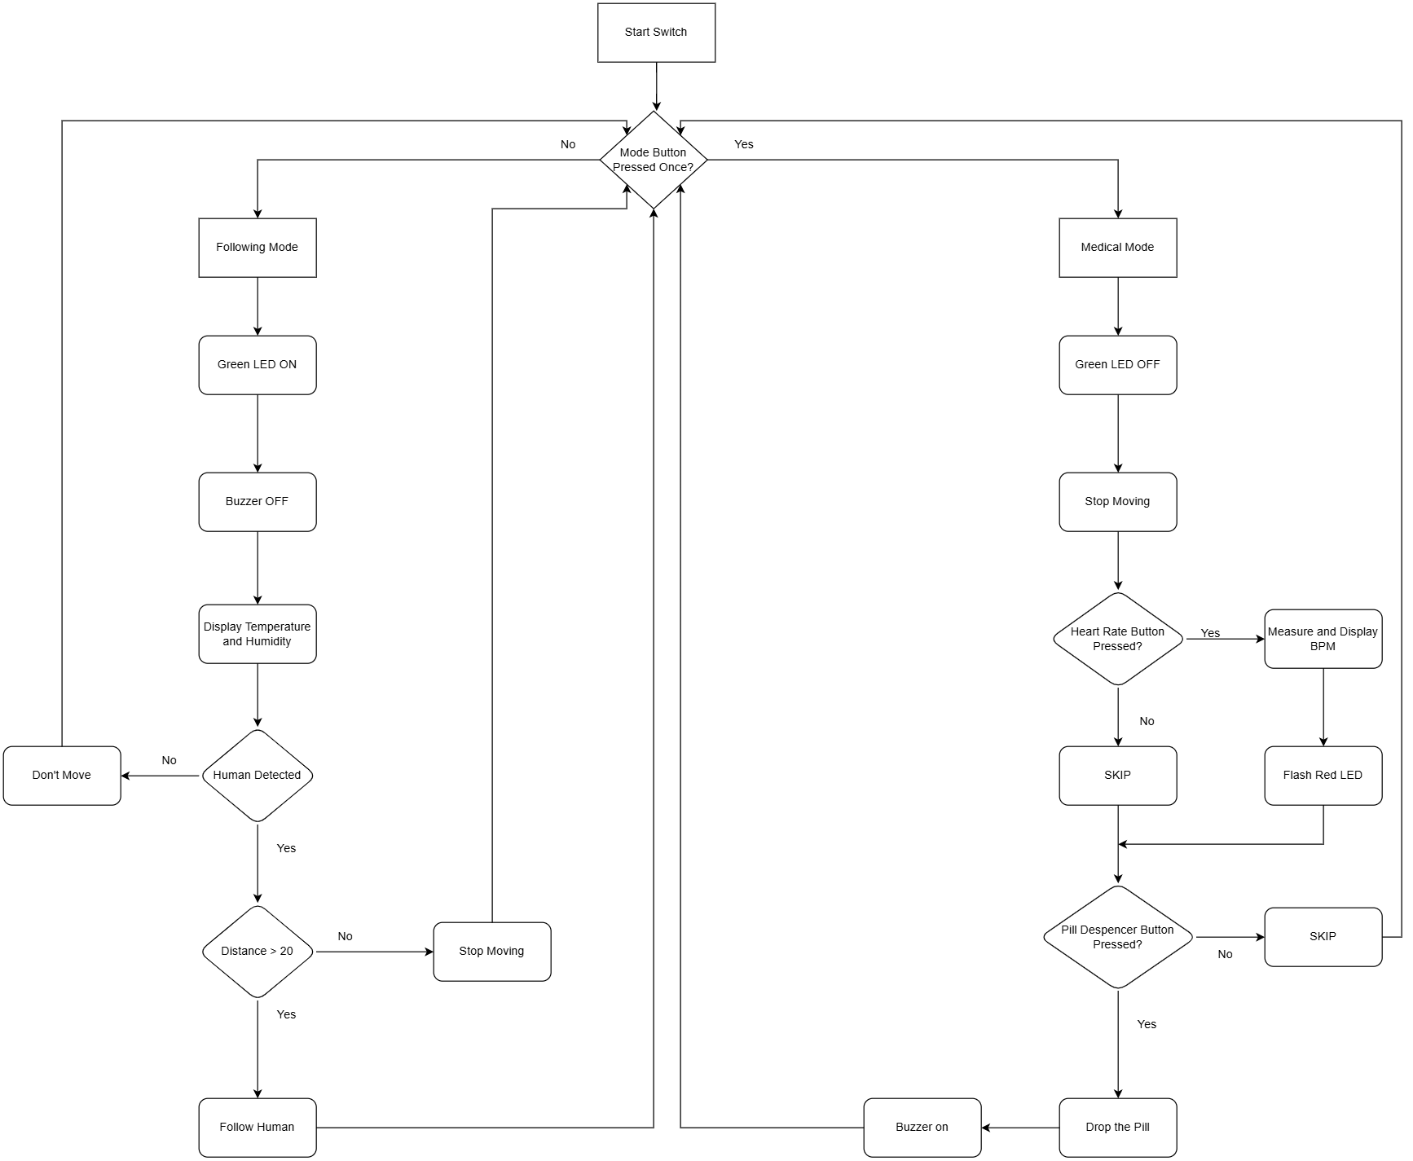 Start Switch
No
Mode Button
Pressed Once?
Yes
Following Mode
Medical Mode
Green LED ON
Green LED OFF
Buzzer OFF
Stop Moving
Display Temperature
and Humidity
Heart Rate Button
Pressed?
Yes
Measure and Display
BPM
No
Don't Move
No
Human Detected
SKIP
Flash Red LED
Yes
Distance > 20
No
Stop Moving
Pill Despencer Button
Pressed?
No
SKIP
Yes
Yes
Follow Human
Buzzer on
Drop the Pill